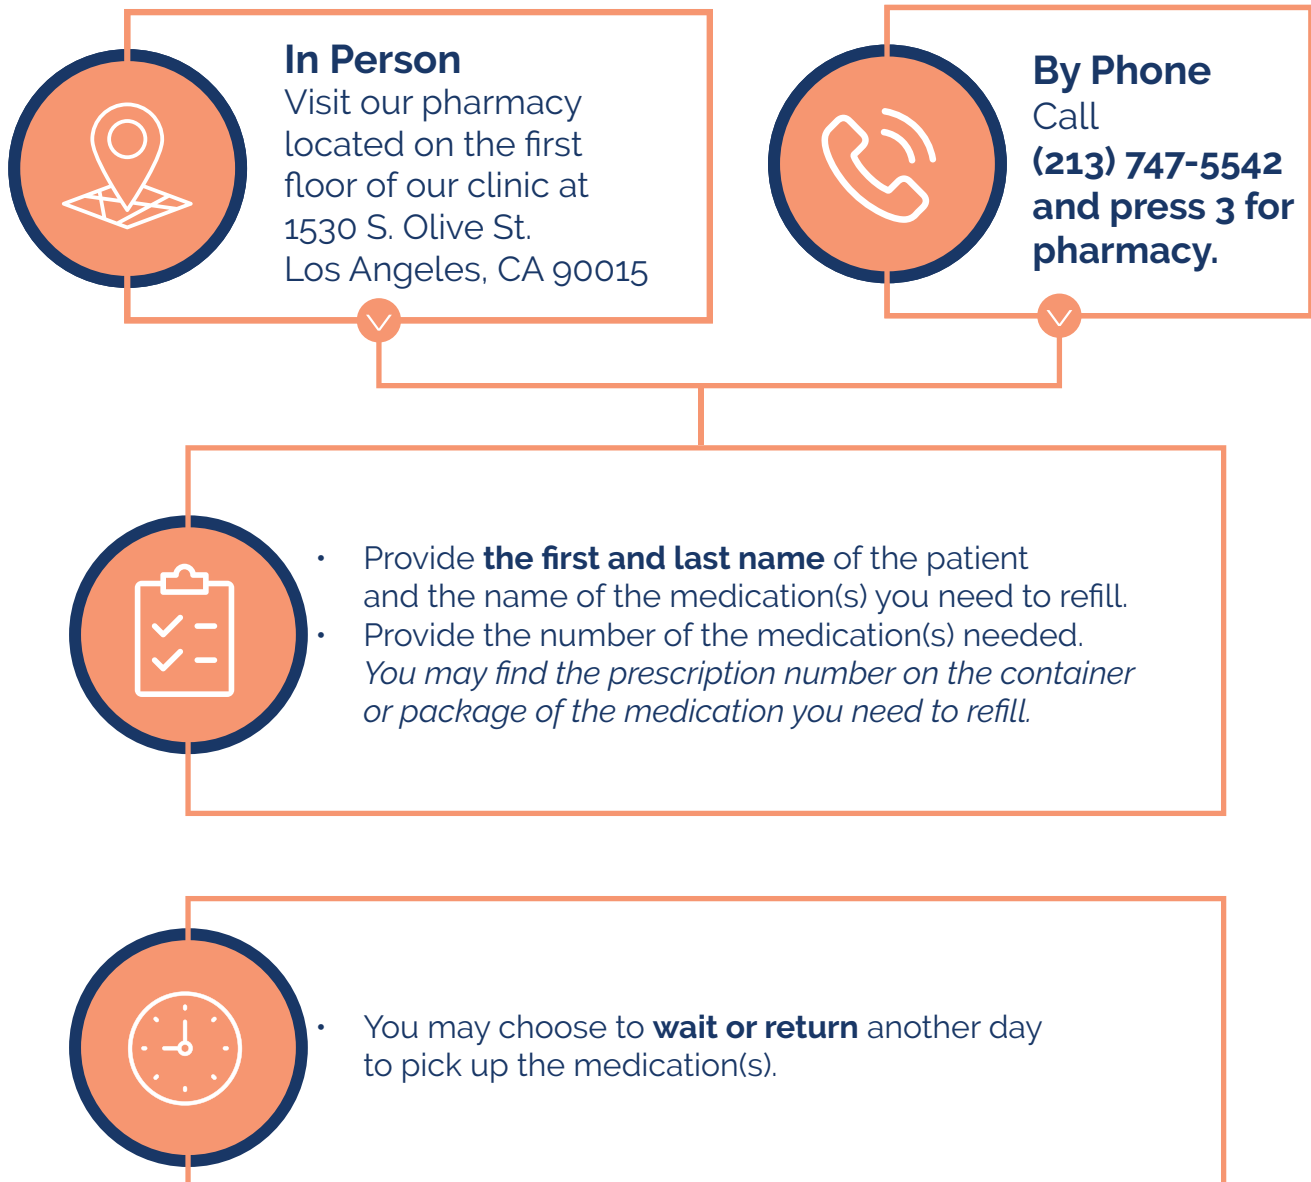 In Person
Visit our pharmacy
located on the first
floor of our clinic at
1530 S. Olive St.
Los Angeles, CA 90015
By Phone
Call
(213) 747-5542
and press 3 for
pharmacy.
• Provide the first and last name of the patient
and the name of the medication(s) you need to refill.
• Provide the number of the medication(s) needed.
You may find the prescription number on the container
or package of the medication you need to refill.
• You may choose to wait or return another day
to pick up the medication(s).